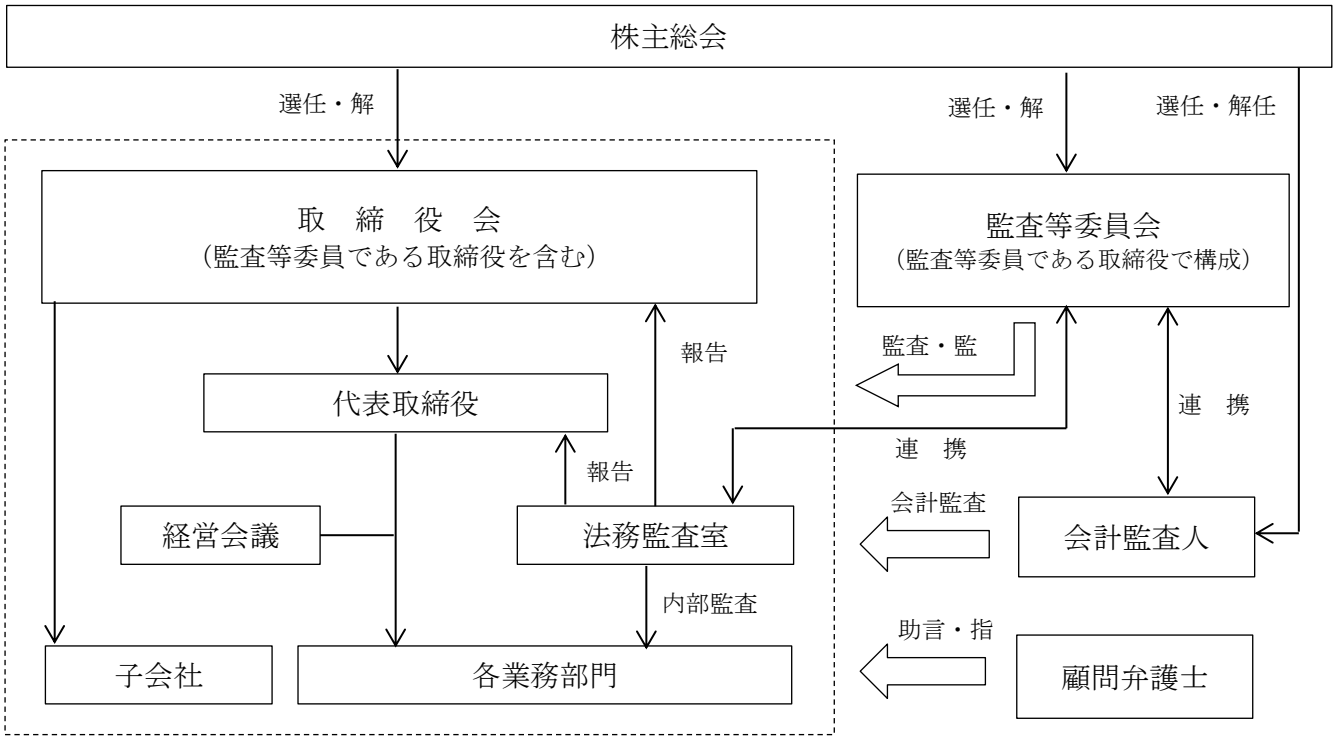 株主総会
選任・解
選任・解
選任・解任
取　締　役　会
（監査等委員である取締役を含む）
監査等委員会
（監査等委員である取締役で構成）
報告
監査・監
代表取締役
連　携
報告
連　携
経営会議
法務監査室
会計監査
会計監査人
内部監査
助言・指
子会社
各業務部門
顧問弁護士